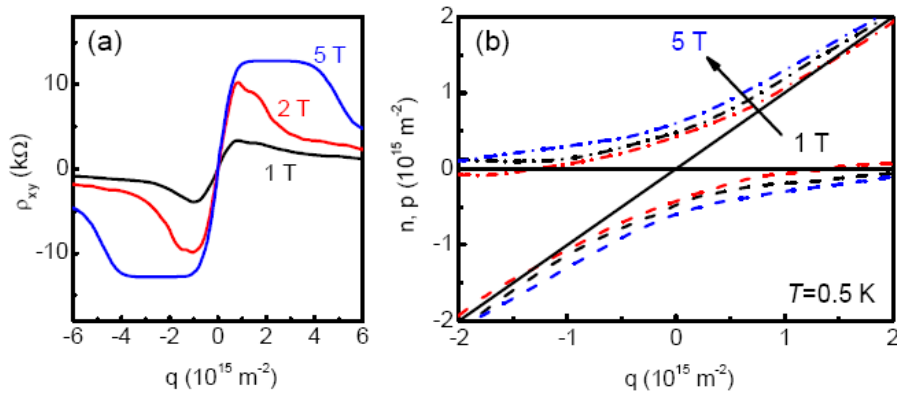 (a)
5 T
2 T
1 T
10
0
-10
ρxy (kΩ)
-6 -4 -2 0 2 4 6
q (10¹⁵ m⁻²)
(b)
5 T
1 T
T=0.5 K
2
1
0
-1
-2
n, p (10¹⁵ m⁻²)
-2 -1 0 1 2
q (10¹⁵ m⁻²)